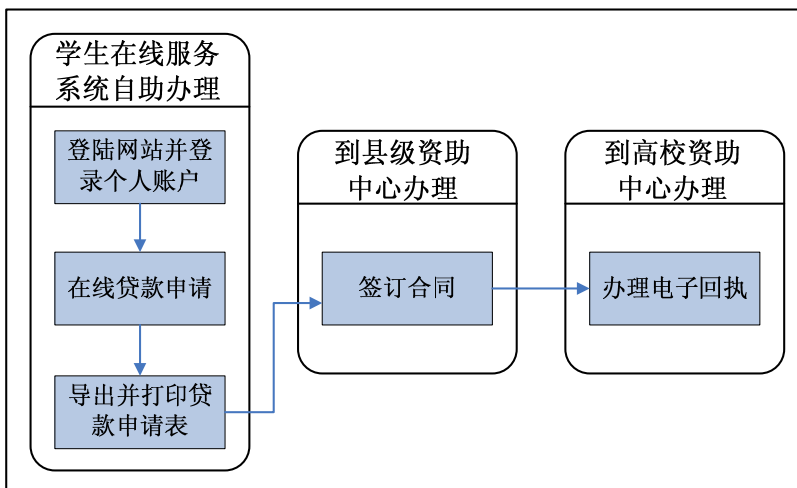 学生在线服务
系统自助办理
登陆网站并登
录个人账户
在线贷款申请
导出并打印贷
款申请表
到县级资助
中心办理
签订合同
到高校资助
中心办理
办理电子回执